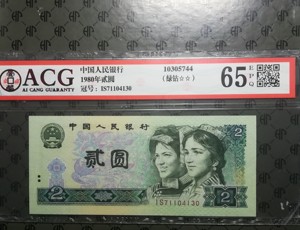 ACG
AI CANG GUARANTY
中国人民银行
1980年贰圆
冠号: IS71104130
10305744
(绿钻☆☆)
65 EPQ
中国人民银行
2
贰圆
IS71104130
2
2